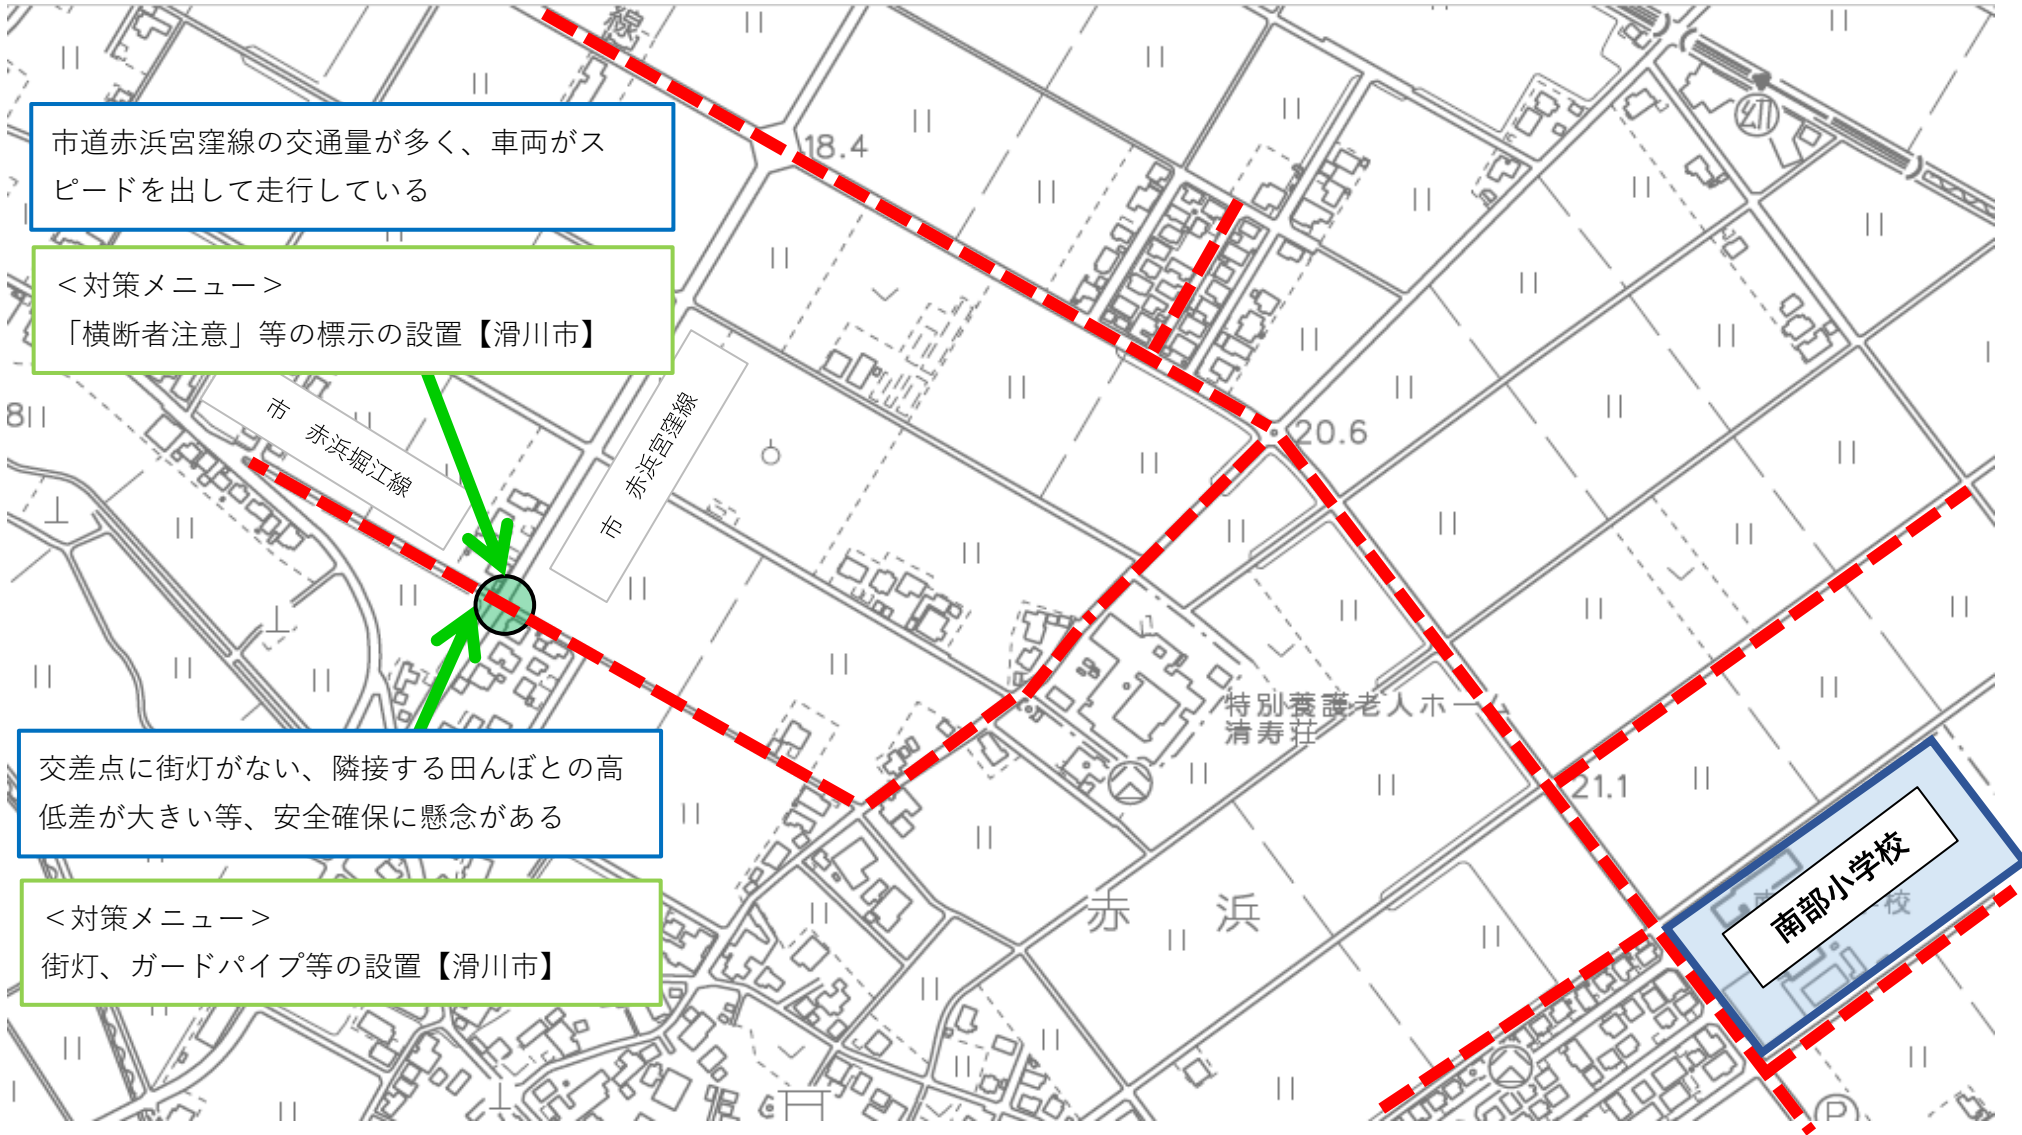 線
市道赤浜宮窪線の交通量が多く、車両がス
ピードを出して走行している
18.4
＜対策メニュー＞
「横断者注意」等の標示の設置【滑川市】
市　赤浜堀江線
市　赤浜宮窪線
20.6
特別養護老人ホーム
清寿荘
交差点に街灯がない、隣接する田んぼとの高
低差が大きい等、安全確保に懸念がある
21.1
南部小学校
＜対策メニュー＞
街灯、ガードパイプ等の設置【滑川市】
赤　浜
校
P